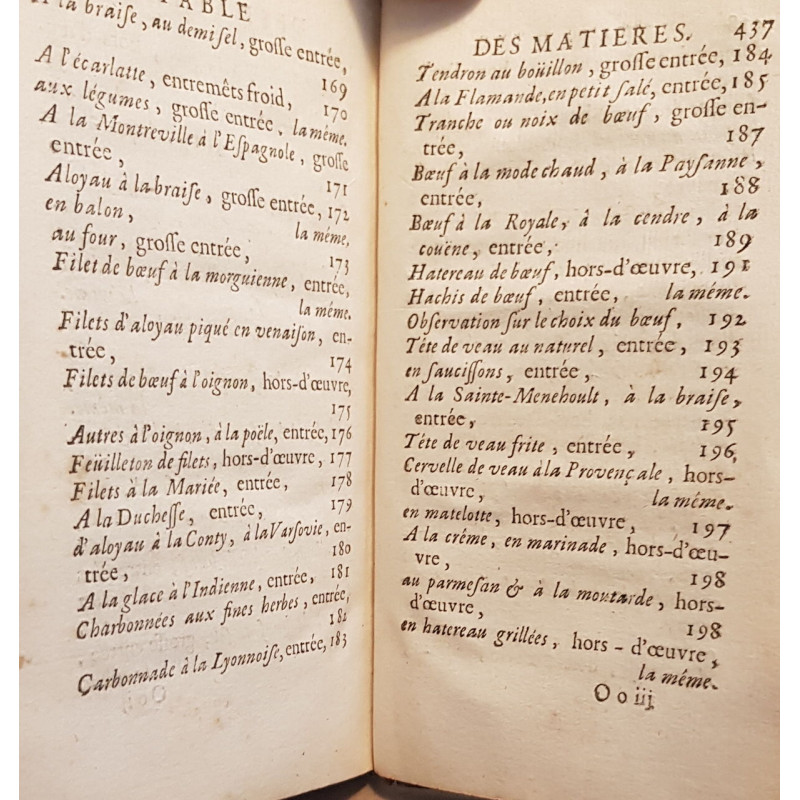 TABLE
A la braise, au demisel, grosse entrée,
169
A l'écarlatte, entremêts froid, 170
aux légumes, grosse entrée, la même.
A la Montreville à l'Espagnole, grosse
entrée, 171
Aloyau à la braise, grosse entrée, 172
en balon, la même,
au four, grosse entrée, 173
Filet de bœuf à la morguienne, entrée,
la même.
Filets d'aloyau piqué en venaison, en-
trée, 174
Filets de bœuf à l'oignon, hors-d'œuvre,
175
Autres à l'oignon, à la poële, entrée, 176
Feüilleton de filets, hors-d'œuvre, 177
Filets à la Mariée, entrée, 178
A la Duchesse, entrée, 179
d'aloyau à la Conty, à la Varsovie, en-
trée, 180
A la glace à l'Indienne, entrée, 181
Charbonnées aux fines herbes, entrée,
182
Carbonnade à la Lyonnoise, entrée, 183
DES MATIERES. 437
Tendron au boüillon, grosse entrée, 184
A la Flamande, en petit salé, entrée, 185
Tranche ou noix de bœuf, grosse en-
trée, 187
Bœuf à la mode chaud, à la Paysanne,
entrée, 188
Bœuf à la Royale, à la cendre, à la
couëne, entrée, 189
Hatereau de bœuf, hors-d'œuvre, 191
Hachis de bœuf, entrée, la même.
Observation sur le choix du bœuf, 192
Tête de veau au naturel, entrée, 193
en saucissons, entrée, 194
A la Sainte-Menehoult, à la braise,
entrée, 195
Tête de veau frite, entrée, 196,
Cervelle de veau à la Provençale, hors-
d'œuvre, la même.
en matelotte, hors-d'œuvre, 197
A la crême, en marinade, hors-d'œu-
vre, 198
au parmesan & à la moutarde, hors-
d'œuvre, 198
en hatereau grillées, hors-d'œuvre,
la même.
O o iij